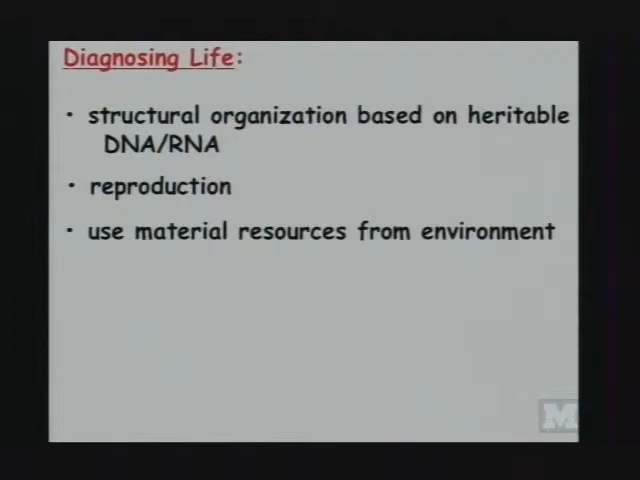 Diagnosing Life:
• structural organization based on heritable
DNA/RNA
• reproduction
• use material resources from environment
M